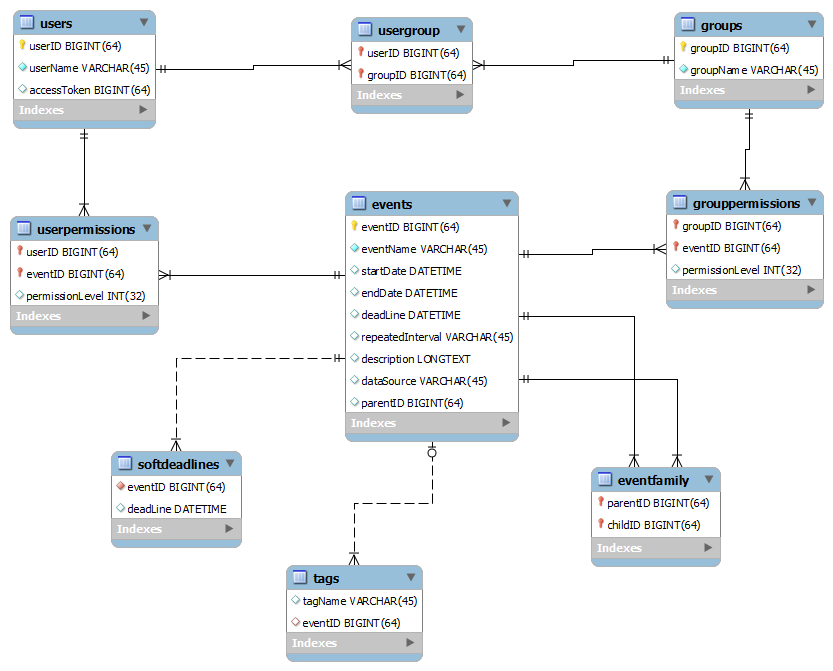 users
userID BIGINT(64)
userName VARCHAR(45)
accessToken BIGINT(64)
Indexes
usergroup
userID BIGINT(64)
groupID BIGINT(64)
Indexes
groups
groupID BIGINT(64)
groupName VARCHAR(45)
Indexes
userpermissions
userID BIGINT(64)
eventID BIGINT(64)
permissionLevel INT(32)
Indexes
events
eventID BIGINT(64)
eventName VARCHAR(45)
startDate DATETIME
endDate DATETIME
deadLine DATETIME
repeatedInterval VARCHAR(45)
description LONGTEXT
dataSource VARCHAR(45)
parentID BIGINT(64)
Indexes
grouppermissions
groupID BIGINT(64)
eventID BIGINT(64)
permissionLevel INT(32)
Indexes
softdeadlines
eventID BIGINT(64)
deadLine DATETIME
Indexes
eventfamily
parentID BIGINT(64)
childID BIGINT(64)
Indexes
tags
tagName VARCHAR(45)
eventID BIGINT(64)
Indexes